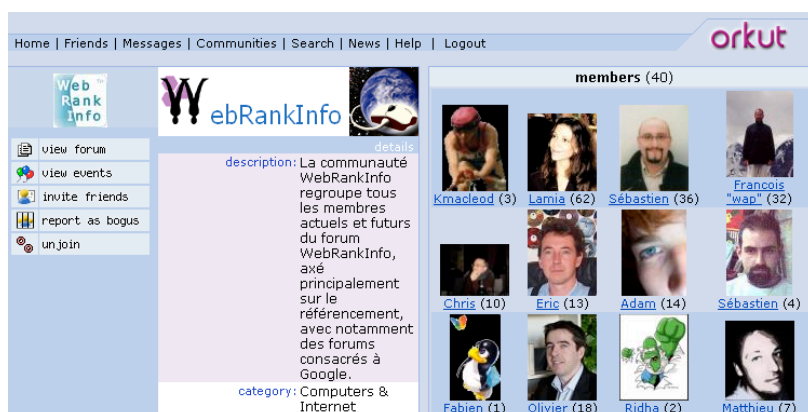 Home | Friends | Messages | Communities | Search | News | Help | Logout
orkut
Web
Rank
Info
view forum
view events
invite friends
report as bogus
unjoin
WebRankInfo
details
description: La communauté
WebRankInfo
regroupe tous
les membres
actuels et futurs
du forum
WebRankInfo,
axé
principalement
sur le
référencement,
avec notamment
des forums
consacrés à
Google.
category: Computers &
Internet
members (40)
Kmacleod (3) Lamia (62) Sébastien (36) Francois
"wap" (32)
Chris (10) Eric (13) Adam (14) Sébastien (4)
Fabien (1) Olivier (18) Ridha (2) Matthieu (7)